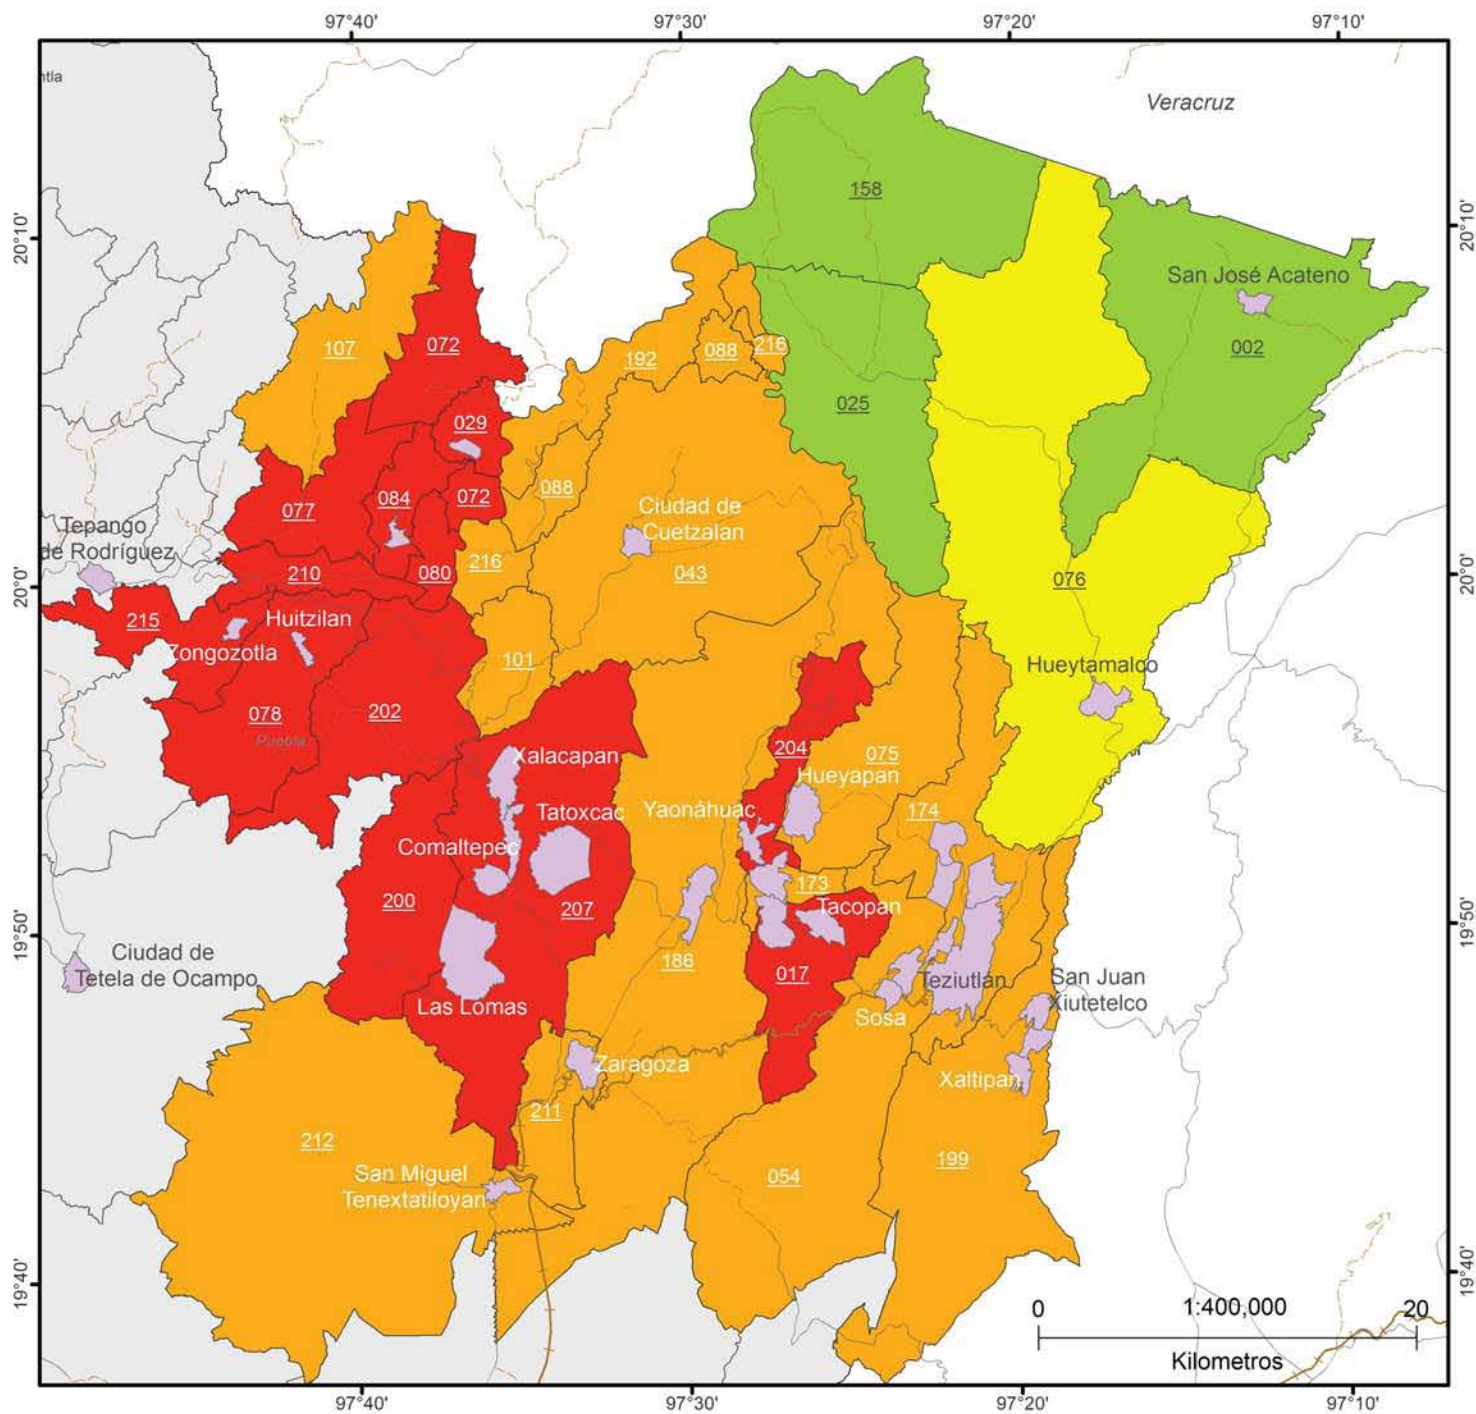 97°40'
97°30'
97°20'
97°10'
ntla
Veracruz
158
20°10'
20°10'
San José Acateno
107
072
192
088
216
002
025
029
088
084
072
077
Ciudad de
Cuetzalan
Tepango
de Rodríguez
216
210
080
043
076
20°0'
20°0'
215
Huitzilan
Zongozotla
101
Hueytamalco
078
202
Puebla
Xalacapan
204
075
Hueyapan
Tatoxcac
Yaonáhuac
174
Comaltepec
173
200
207
Tacopan
19°50'
19°50'
Ciudad de
Tetela de Ocampo
186
017
Teziutlán
San Juan
Xiutetelco
Las Lomas
Sosa
Zaragoza
Xaltipan
211
212
San Miguel
Tenextatiloyan
054
199
19°40'
19°40'
0
1:400,000
20
Kilometros
97°40'
97°30'
97°20'
97°10'